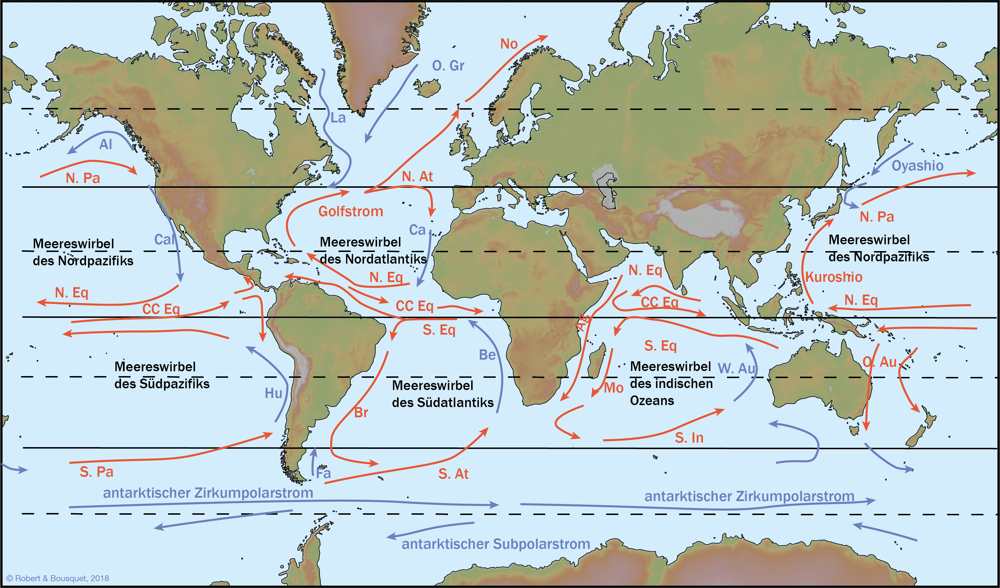 No
O. Gr
La
Al
Oyashio
N. Pa
N. At
Golfstrom
N. Pa
Ca
Cal
Meereswirbel
des Nordpazifiks
Meereswirbel
des Nordatlantiks
Meereswirbel
des Nordpazifiks
N. Eq
N. Eq
Kuroshio
N. Eq
N. Eq
CC Eq
CC Eq
CC Eq
Ag
S. Eq
S. Eq
Be
Meereswirbel
des Südpazifiks
Meereswirbel
des indischen
Ozeans
W. Au
O. Au
Hu
Meereswirbel
des Südatlantiks
Mo
Br
S. In
S. Pa
Fa
S. At
antarktischer Zirkumpolarstrom
antarktischer Zirkumpolarstrom
antarktischer Subpolarstrom
© Robert & Bousquet, 2018